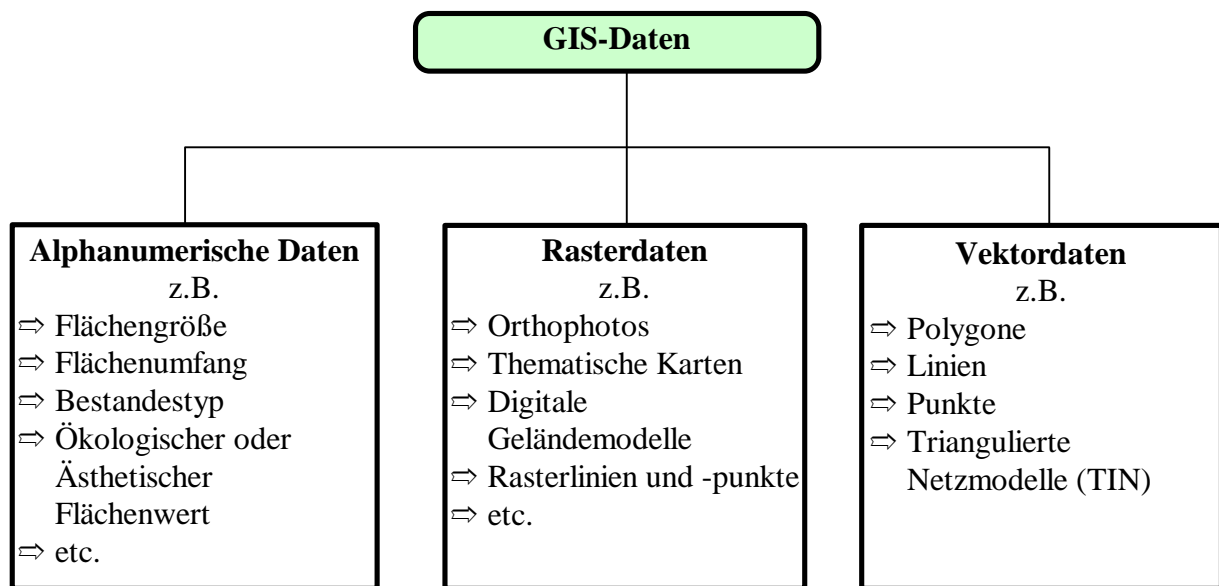 GIS-Daten
Alphanumerische Daten
z.B.
⇨ Flächengröße
⇨ Flächenumfang
⇨ Bestandestyp
⇨ Ökologischer oder
Ästhetischer
Flächenwert
⇨ etc.
Rasterdaten
z.B.
⇨ Orthophotos
⇨ Thematische Karten
⇨ Digitale
Geländemodelle
⇨ Rasterlinien und -punkte
⇨ etc.
Vektordaten
z.B.
⇨ Polygone
⇨ Linien
⇨ Punkte
⇨ Triangulierte
Netzmodelle (TIN)